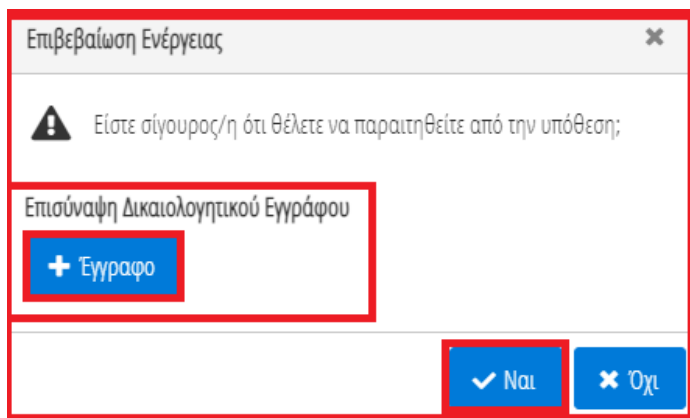 Επιβεβαίωση Ενέργειας
Είστε σίγουρος/η ότι θέλετε να παραιτηθείτε από την υπόθεση;
Επισύναψη Δικαιολογητικού Εγγράφου
Έγγραφο
Ναι Όχι